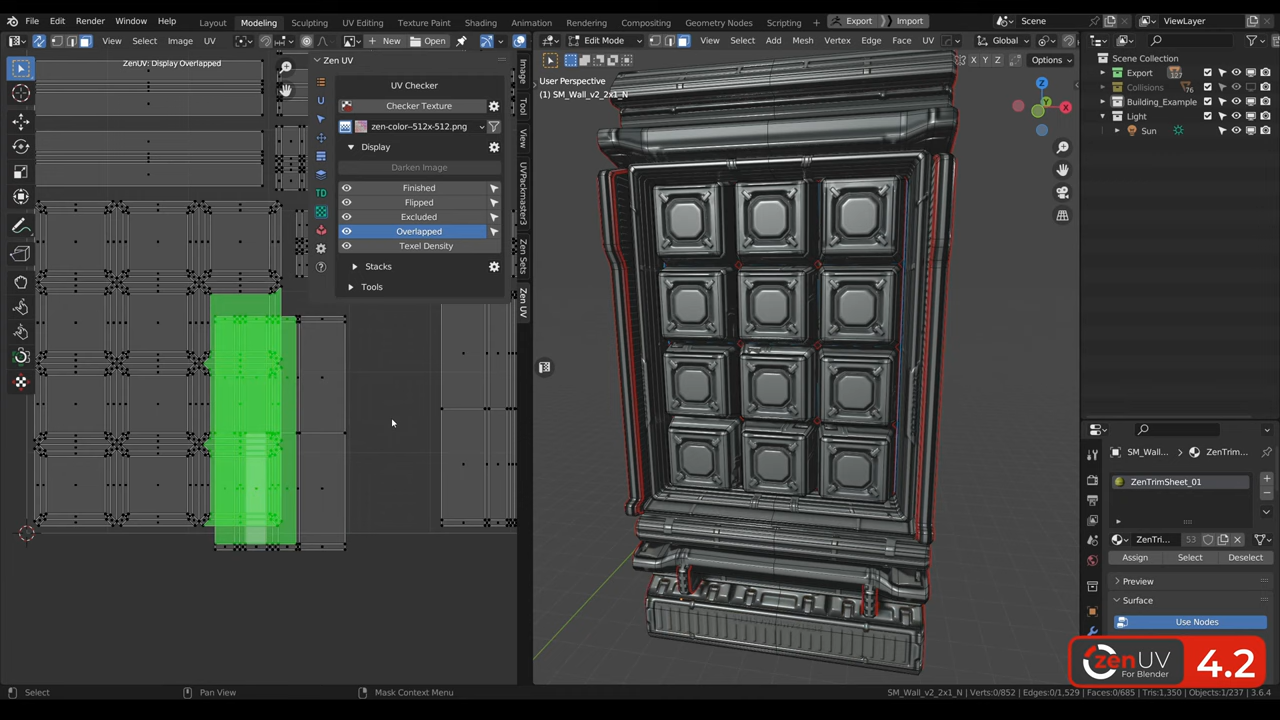 File Edit Render Window Help
Layout Modeling Sculpting UV Editing Texture Paint Shading Animation Rendering Compositing Geometry Nodes Scripting
Export Import
Scene
ViewLayer
View Select Image UV
New
Open
Edit Mode
View Select Add Mesh Vertex Edge Face UV
Global
ZenUV: Display Overlapped
Zen UV
UV Checker
Checker Texture
zen-color–512x-512.png
Display
Darken Image
Finished
Flipped
Excluded
Overlapped
Texel Density
Stacks
Tools
TD
Image
Tool
View
UVPackmaster3
Zen Sets
Zen UV
X Y Z
Options
User Perspective
(1) SM_Wall_v2_2x1_N
Z
Y
X
Scene Collection
Export
127
Collisions
76
Building_Example
Light
Sun
SM_Wall...
ZenTrim...
ZenTrimSheet_01
ZenTri...
53
Assign Select Deselect
Preview
Surface
Use Nodes
zenUV
For Blender
4.2
Select
Pan View
Mask Context Menu
SM_Wall_v2_2x1_N | Verts:0/852 | Edges:0/1,529 | Faces:0/685 | Tris:1,350 | Objects:1/237 | 3.6.4